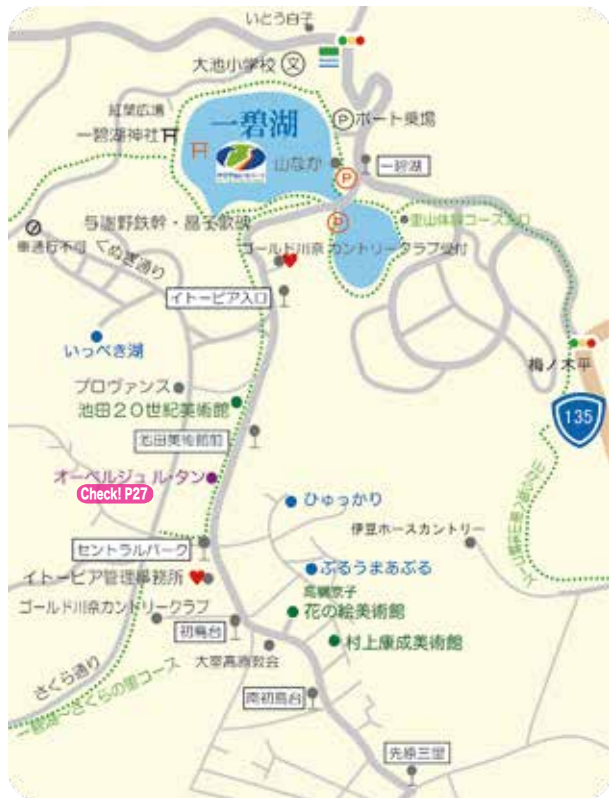 いとう白子
大池小学校 文
紅葉広場
一碧湖神社
一碧湖
P ボート乗場
山なか
一碧湖
P
P
与謝野鉄幹・晶子歌碑
里山体験コース入り口
車通行不可
くぬぎ通り
ゴールド川奈カントリークラブ受付
イトーピア入口
いっぺき湖
梅ノ木平
プロヴァンス
池田20世紀美術館
135
池田美術館前
オーベルジュ ル・タン
Check! P27
ひゅっかり
伊豆ホースカントリー
セントラルパーク
ぶるうまあぶる
イトーピア管理事務所
高橋京子
花の絵美術館
ゴールド川奈カントリークラブ
初島台
村上康成美術館
大室高原教会
さくら通り
一碧湖〜さくらの里コース
南初島台
先原三里